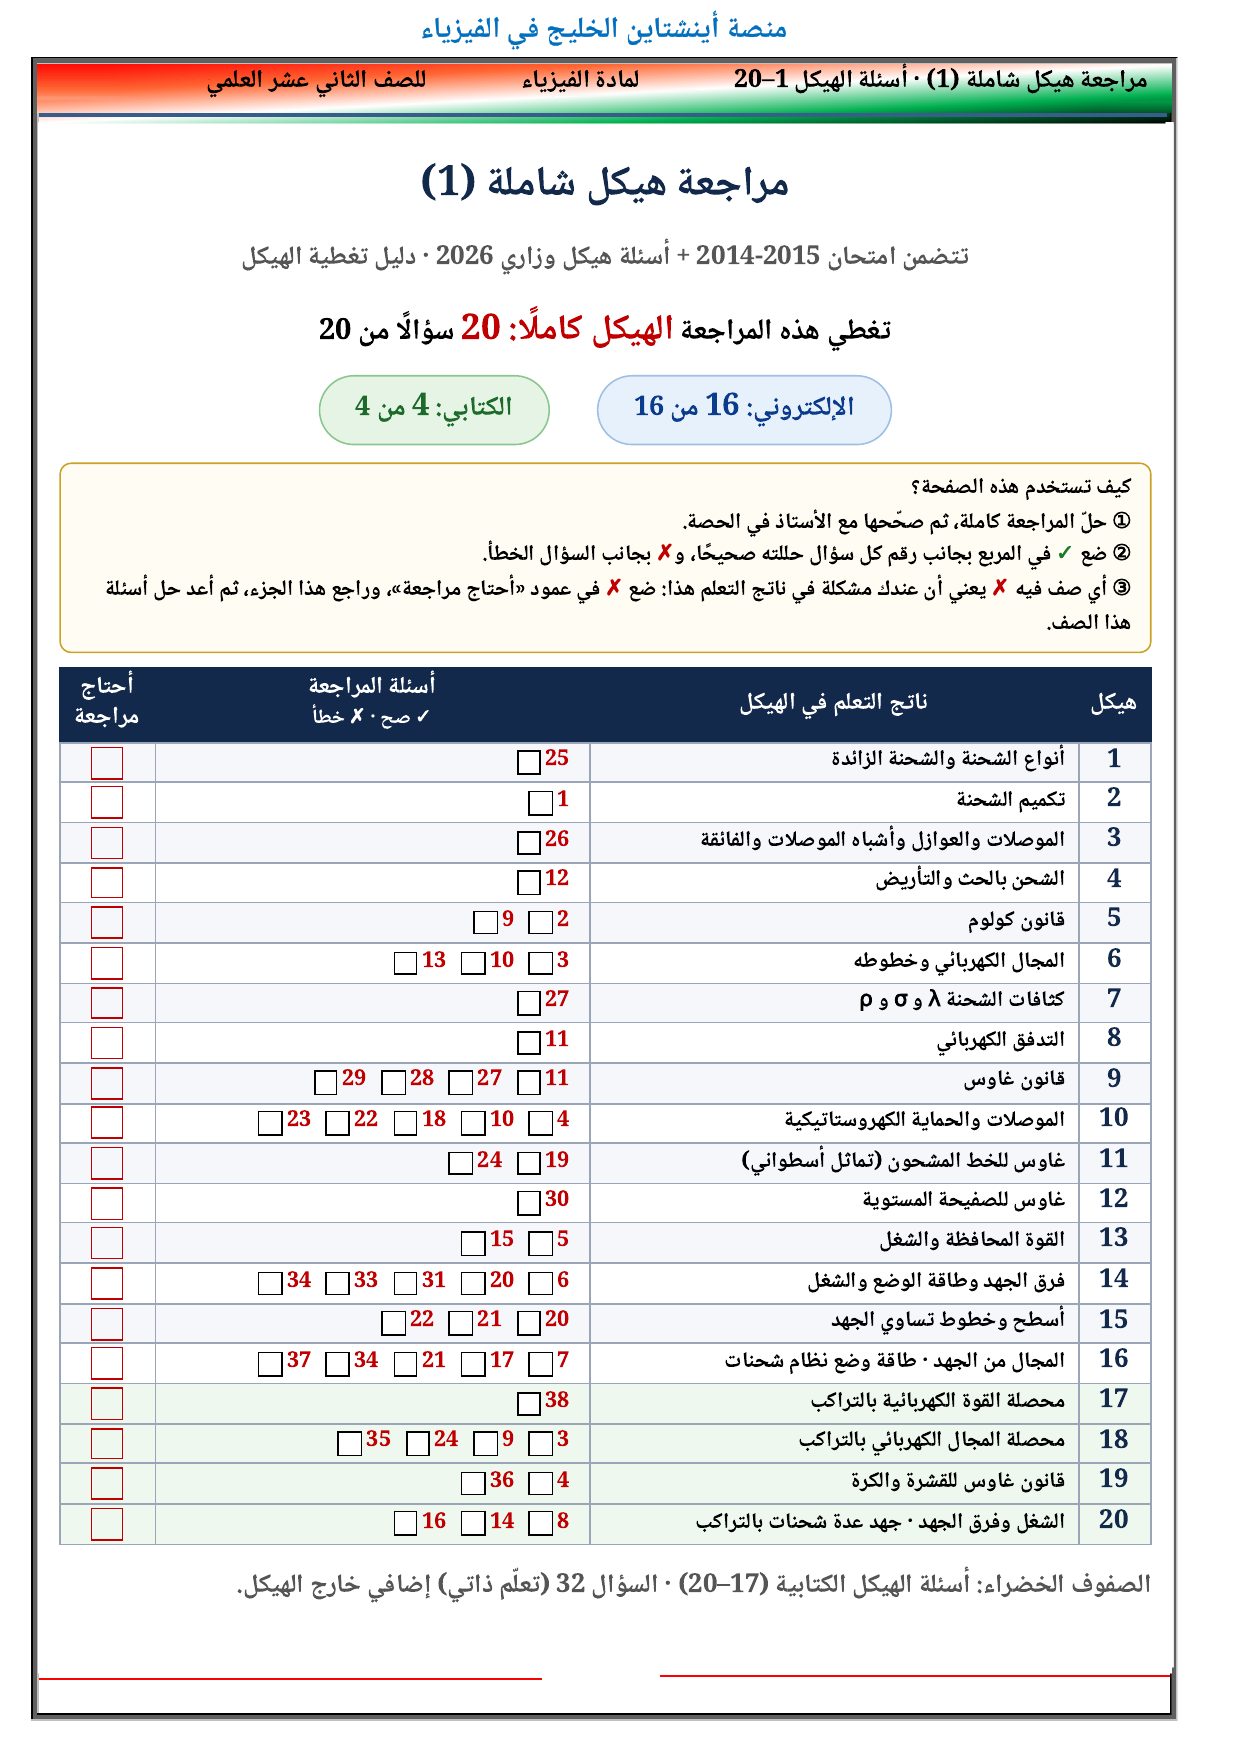 منصة أينشتاين الخليج في الفيزياء
مراجعة هيكل شاملة (1) · أسئلة الهيكل 1–20 لمادة الفيزياء للصف الثاني عشر العلمي
مراجعة هيكل شاملة (1)
تتضمن امتحان 2015-2014 + أسئلة هيكل وزاري 2026 · دليل تغطية الهيكل
تغطي هذه المراجعة الهيكل كاملًا: 20 سؤالًا من 20
الإلكتروني: 16 من 16 الكتابي: 4 من 4
كيف تستخدم هذه الصفحة؟
① حلّ المراجعة كاملة، ثم صحّحها مع الأستاذ في الحصة.
② ضع ✓ في المربع بجانب رقم كل سؤال حللته صحيحًا، و✗ بجانب السؤال الخطأ.
③ أي صف فيه ✗ يعني أن عندك مشكلة في ناتج التعلم هذا: ضع ✗ في عمود «أحتاج مراجعة»، وراجع هذا الجزء، ثم أعد حل أسئلة
هذا الصف.
هيكل ناتج التعلم في الهيكل أسئلة المراجعة ✓ صح · ✗ خطأ أحتاج مراجعة
1 أنواع الشحنة والشحنة الزائدة 25
2 تكميم الشحنة 1
3 الموصلات والعوازل وأشباه الموصلات والفائقة 26
4 الشحن بالحث والتأريض 12
5 قانون كولوم 2 9
6 المجال الكهربائي وخطوطه 3 10 13
7 كثافات الشحنة λ و σ و ρ 27
8 التدفق الكهربائي 11
9 قانون غاوس 11 27 28 29
10 الموصلات والحماية الكهروستاتيكية 4 10 18 22 23
11 غاوس للخط المشحون (تماثل أسطواني) 19 24
12 غاوس للصفيحة المستوية 30
13 القوة المحافظة والشغل 5 15
14 فرق الجهد وطاقة الوضع والشغل 6 20 31 33 34
15 أسطح وخطوط تساوي الجهد 20 21 22
16 المجال من الجهد · طاقة وضع نظام شحنات 7 17 21 34 37
17 محصلة القوة الكهربائية بالتراكب 38
18 محصلة المجال الكهربائي بالتراكب 3 9 24 35
19 قانون غاوس للقشرة والكرة 4 36
20 الشغل وفرق الجهد · جهد عدة شحنات بالتراكب 8 14 16
الصفوف الخضراء: أسئلة الهيكل الكتابية (17–20) · السؤال 32 (تعلّم ذاتي) إضافي خارج الهيكل.